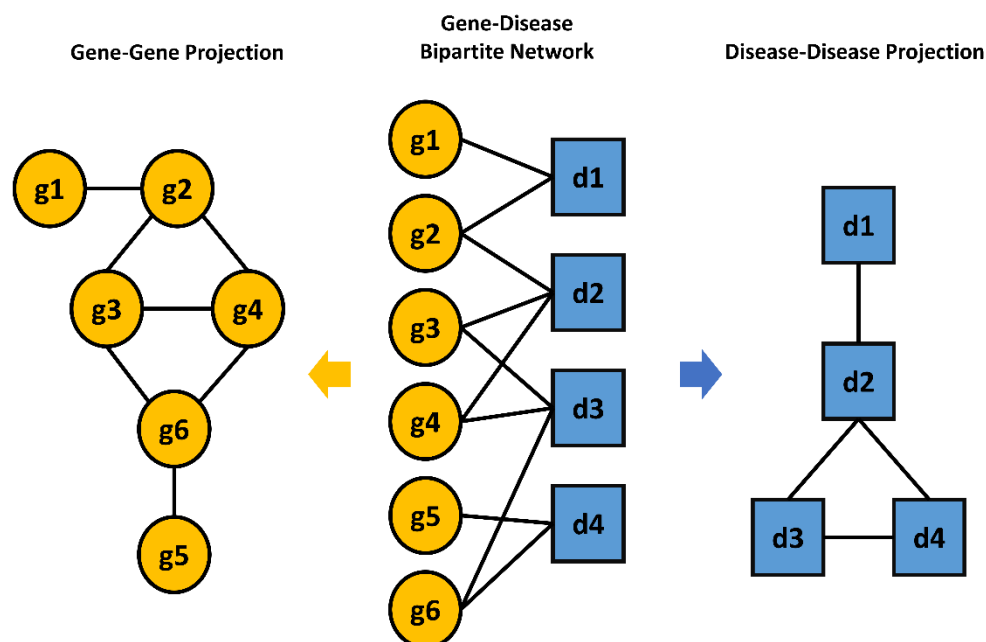 Gene-Gene Projection
Gene-Disease
Bipartite Network
Disease-Disease Projection
g1
g2
g3
g4
g6
g5
g1
g2
g3
g4
g5
g6
d1
d2
d3
d4
d1
d2
d3
d4